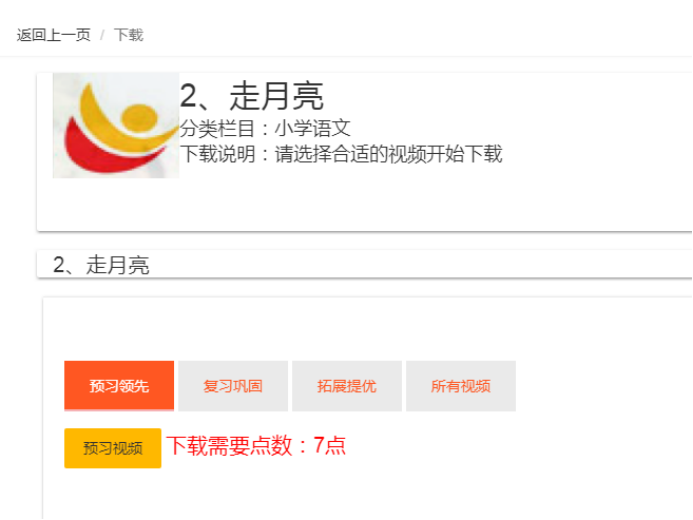 返回上一页 / 下载
2、走月亮
分类栏目：小学语文
下载说明：请选择合适的视频开始下载
2、走月亮
预习领先 复习巩固 拓展提优 所有视频
预习视频 下载需要点数：7点